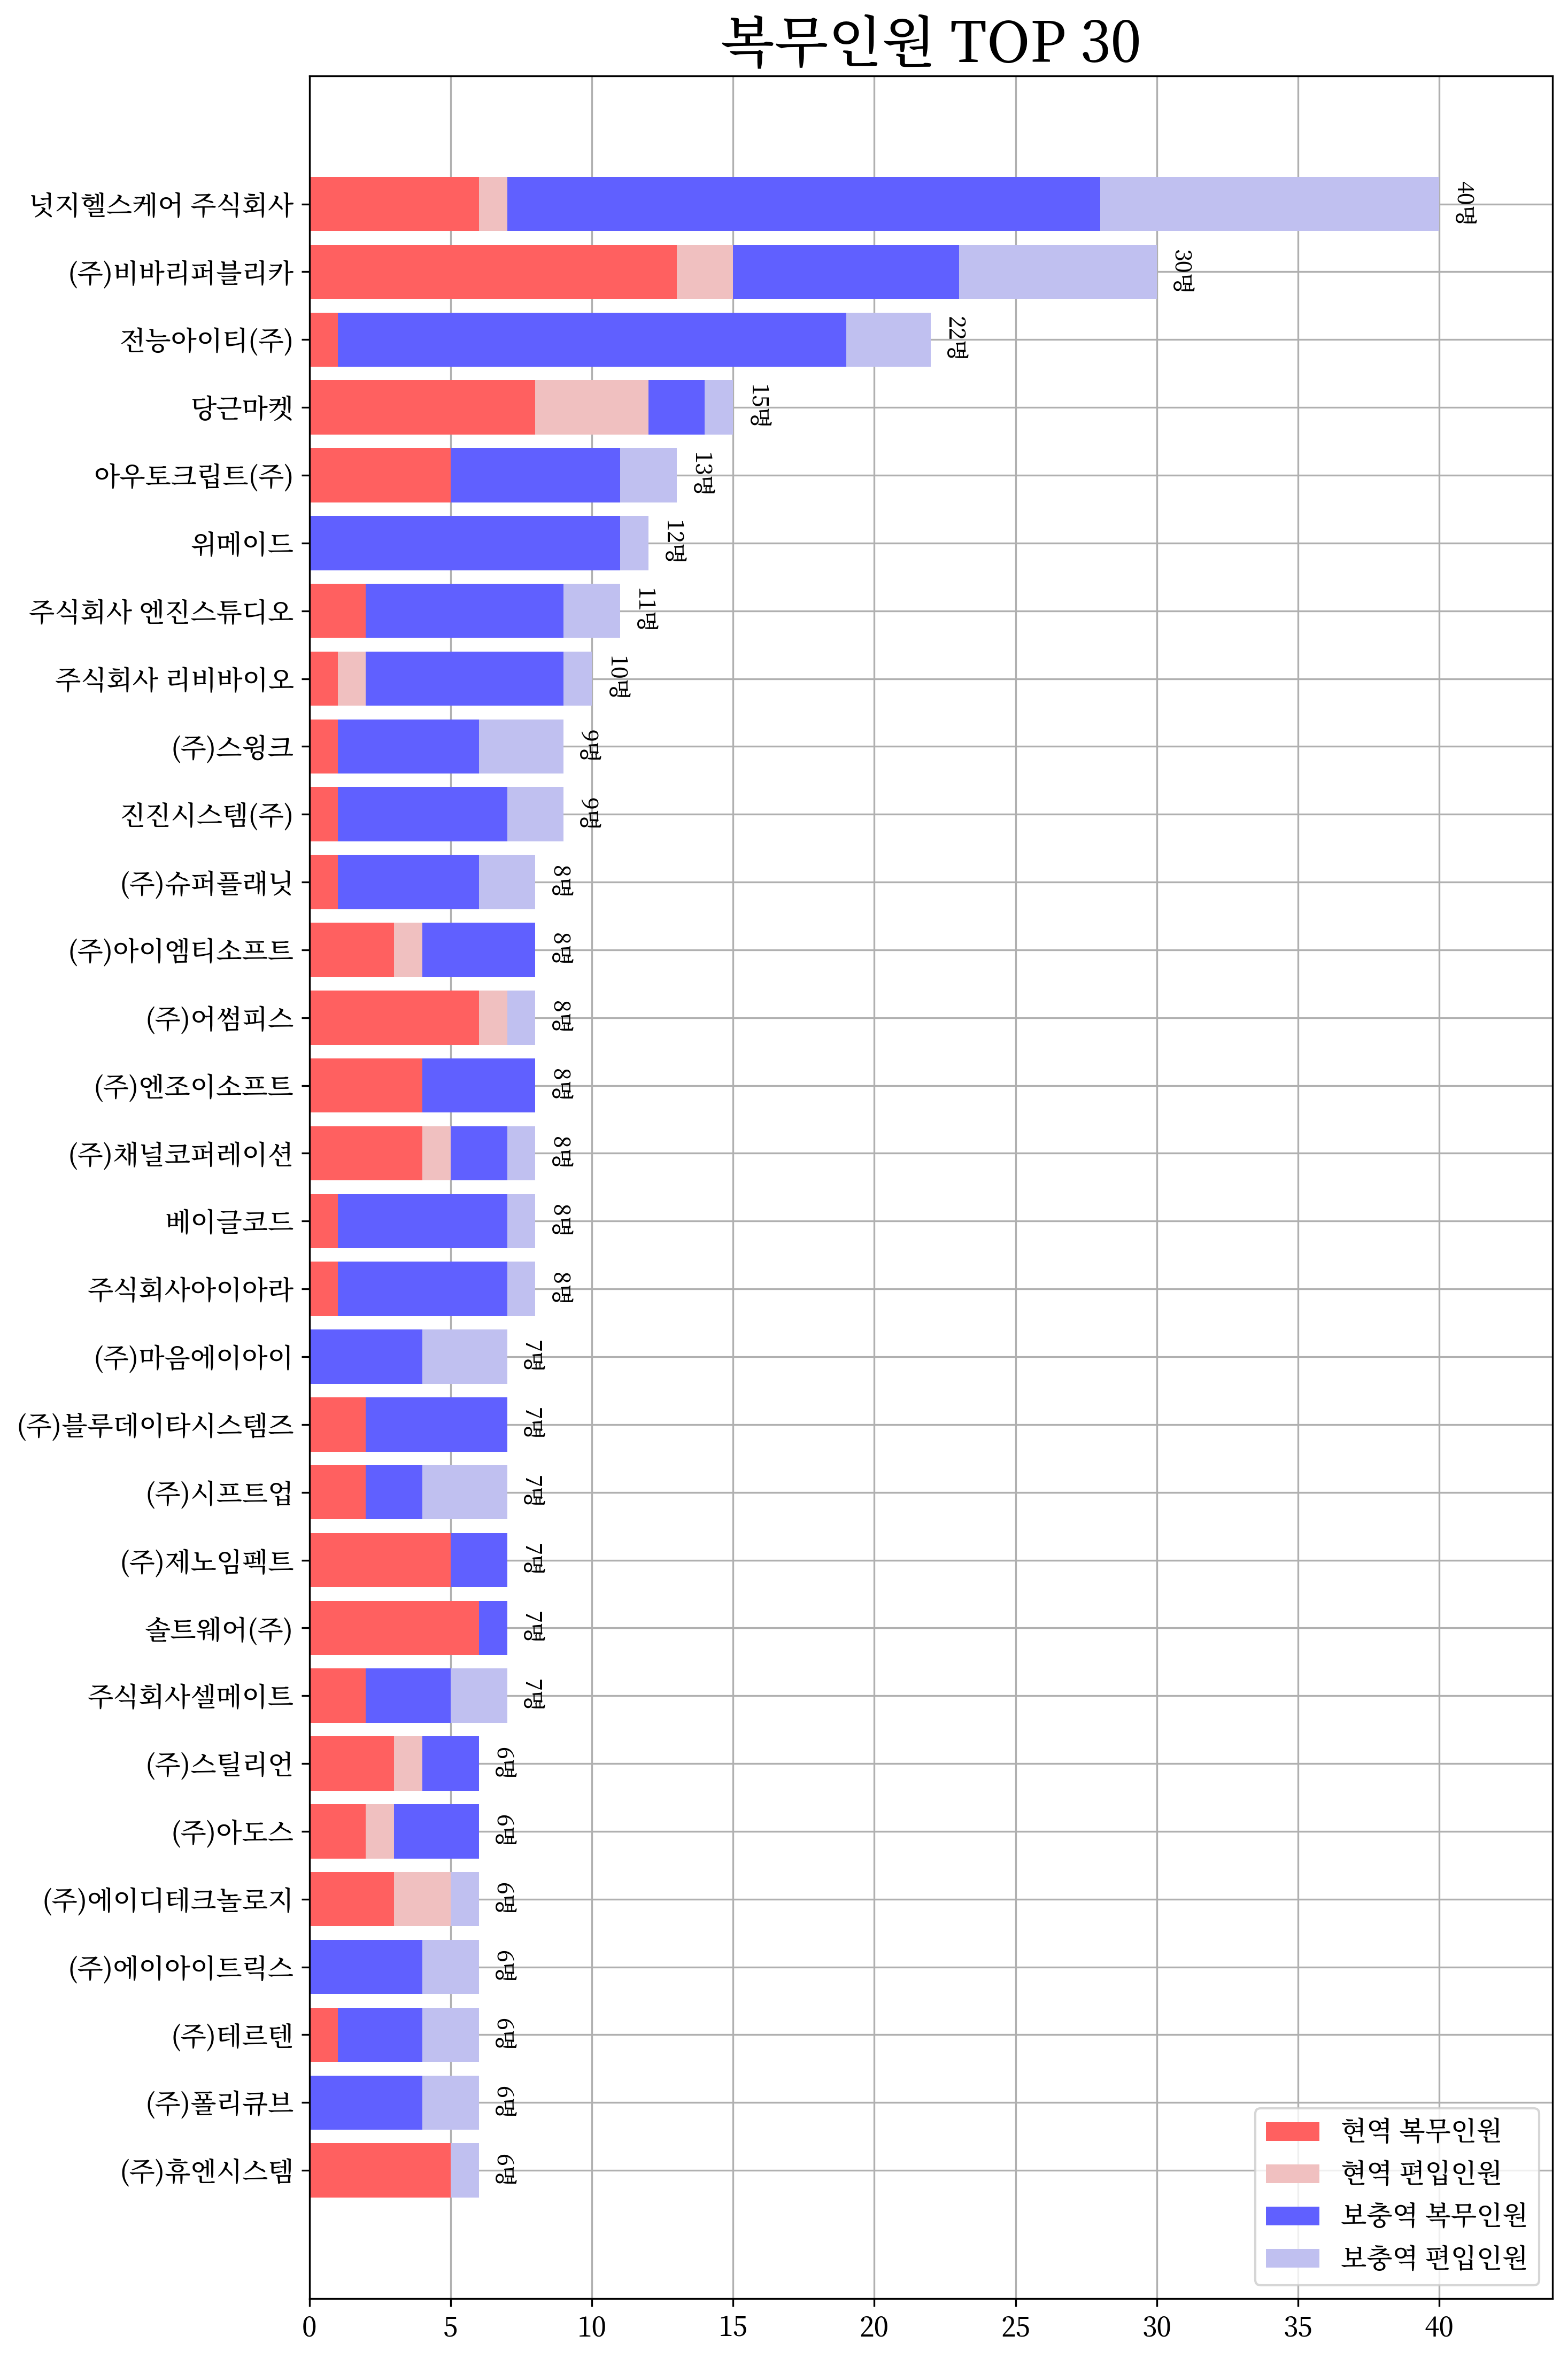 복무인원 TOP 30
넛지헬스케어 주식회사 40명
(주)비바리퍼블리카 30명
전능아이티(주) 22명
당근마켓 15명
아우토크립트(주) 13명
위메이드 12명
주식회사 엔진스튜디오 11명
주식회사 리비바이오 10명
(주)스윙크 9명
진진시스템(주) 9명
(주)슈퍼플래닛 8명
(주)아이엠티소프트 8명
(주)어썸피스 8명
(주)엔조이소프트 8명
(주)채널코퍼레이션 8명
베이글코드 8명
주식회사아이아라 8명
(주)마음에이아이 7명
(주)블루데이타시스템즈 7명
(주)시프트업 7명
(주)제노임펙트 7명
솔트웨어(주) 7명
주식회사셀메이트 7명
(주)스틸리언 6명
(주)아도스 6명
(주)에이디테크놀로지 6명
(주)에이아이트릭스 6명
(주)테르텐 6명
(주)폴리큐브 6명
(주)휴엔시스템 6명
현역 복무인원
현역 편입인원
보충역 복무인원
보충역 편입인원
0 5 10 15 20 25 30 35 40